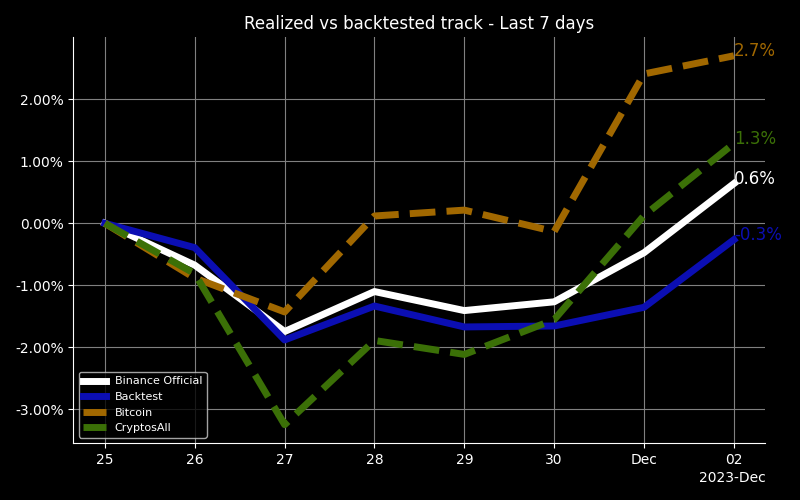 Realized vs backtested track - Last 7 days
2.7%
2.00%
1.3%
1.00%
0.6%
0.00%
-0.3%
-1.00%
-2.00%
-3.00%
Binance Official
Backtest
Bitcoin
CryptosAll
25 26 27 28 29 30 Dec 02
2023-Dec